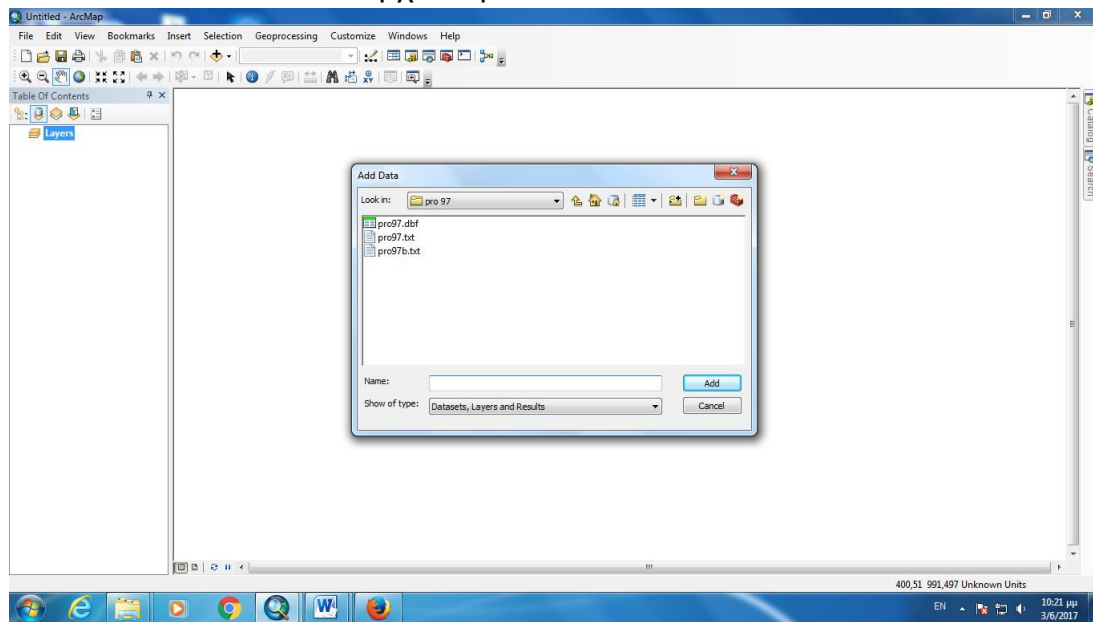 Untitled - ArcMap
File Edit View Bookmarks Insert Selection Geoprocessing Customize Windows Help
Table Of Contents
Layers
Add Data
Look in: pro 97
pro97.dbf
pro97.txt
pro97b.txt
Name:
Add
Show of type: Datasets, Layers and Results
Cancel
Catalog
Search
400,51 991,497 Unknown Units
EN
10:21 μμ
3/6/2017